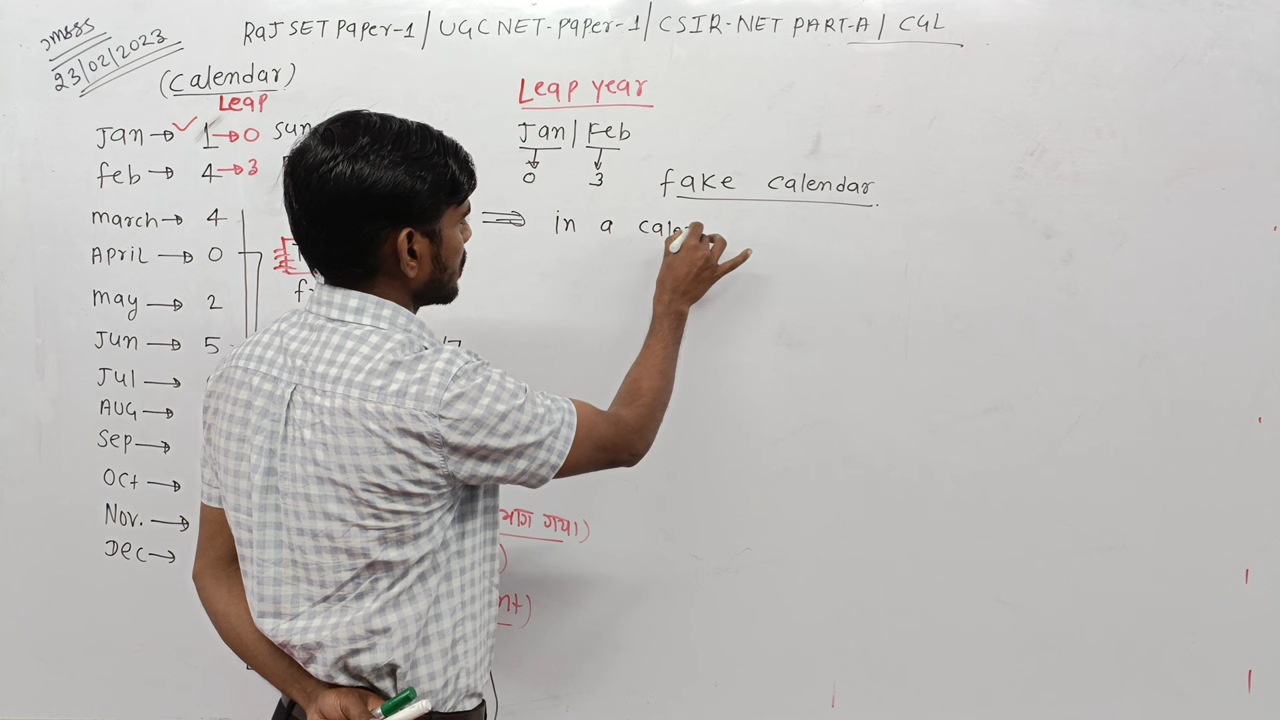 JMBSS
23/02/2023
RAJ SET Paper-1 / UGC NET-Paper-1 / CSIR-NET PART-A / CGL
(Calendar)
Leap
Jan → ✓ 1 → 0 Sun
feb → 4 → 3
march → 4
APril → 0
may → 2
Jun → 5
Jul →
AUG →
Sep →
Oct →
Nov. →
Dec →
Leap year
Jan / Feb
0 3
fake calendar.
⇒ in a cale
भाग गया)